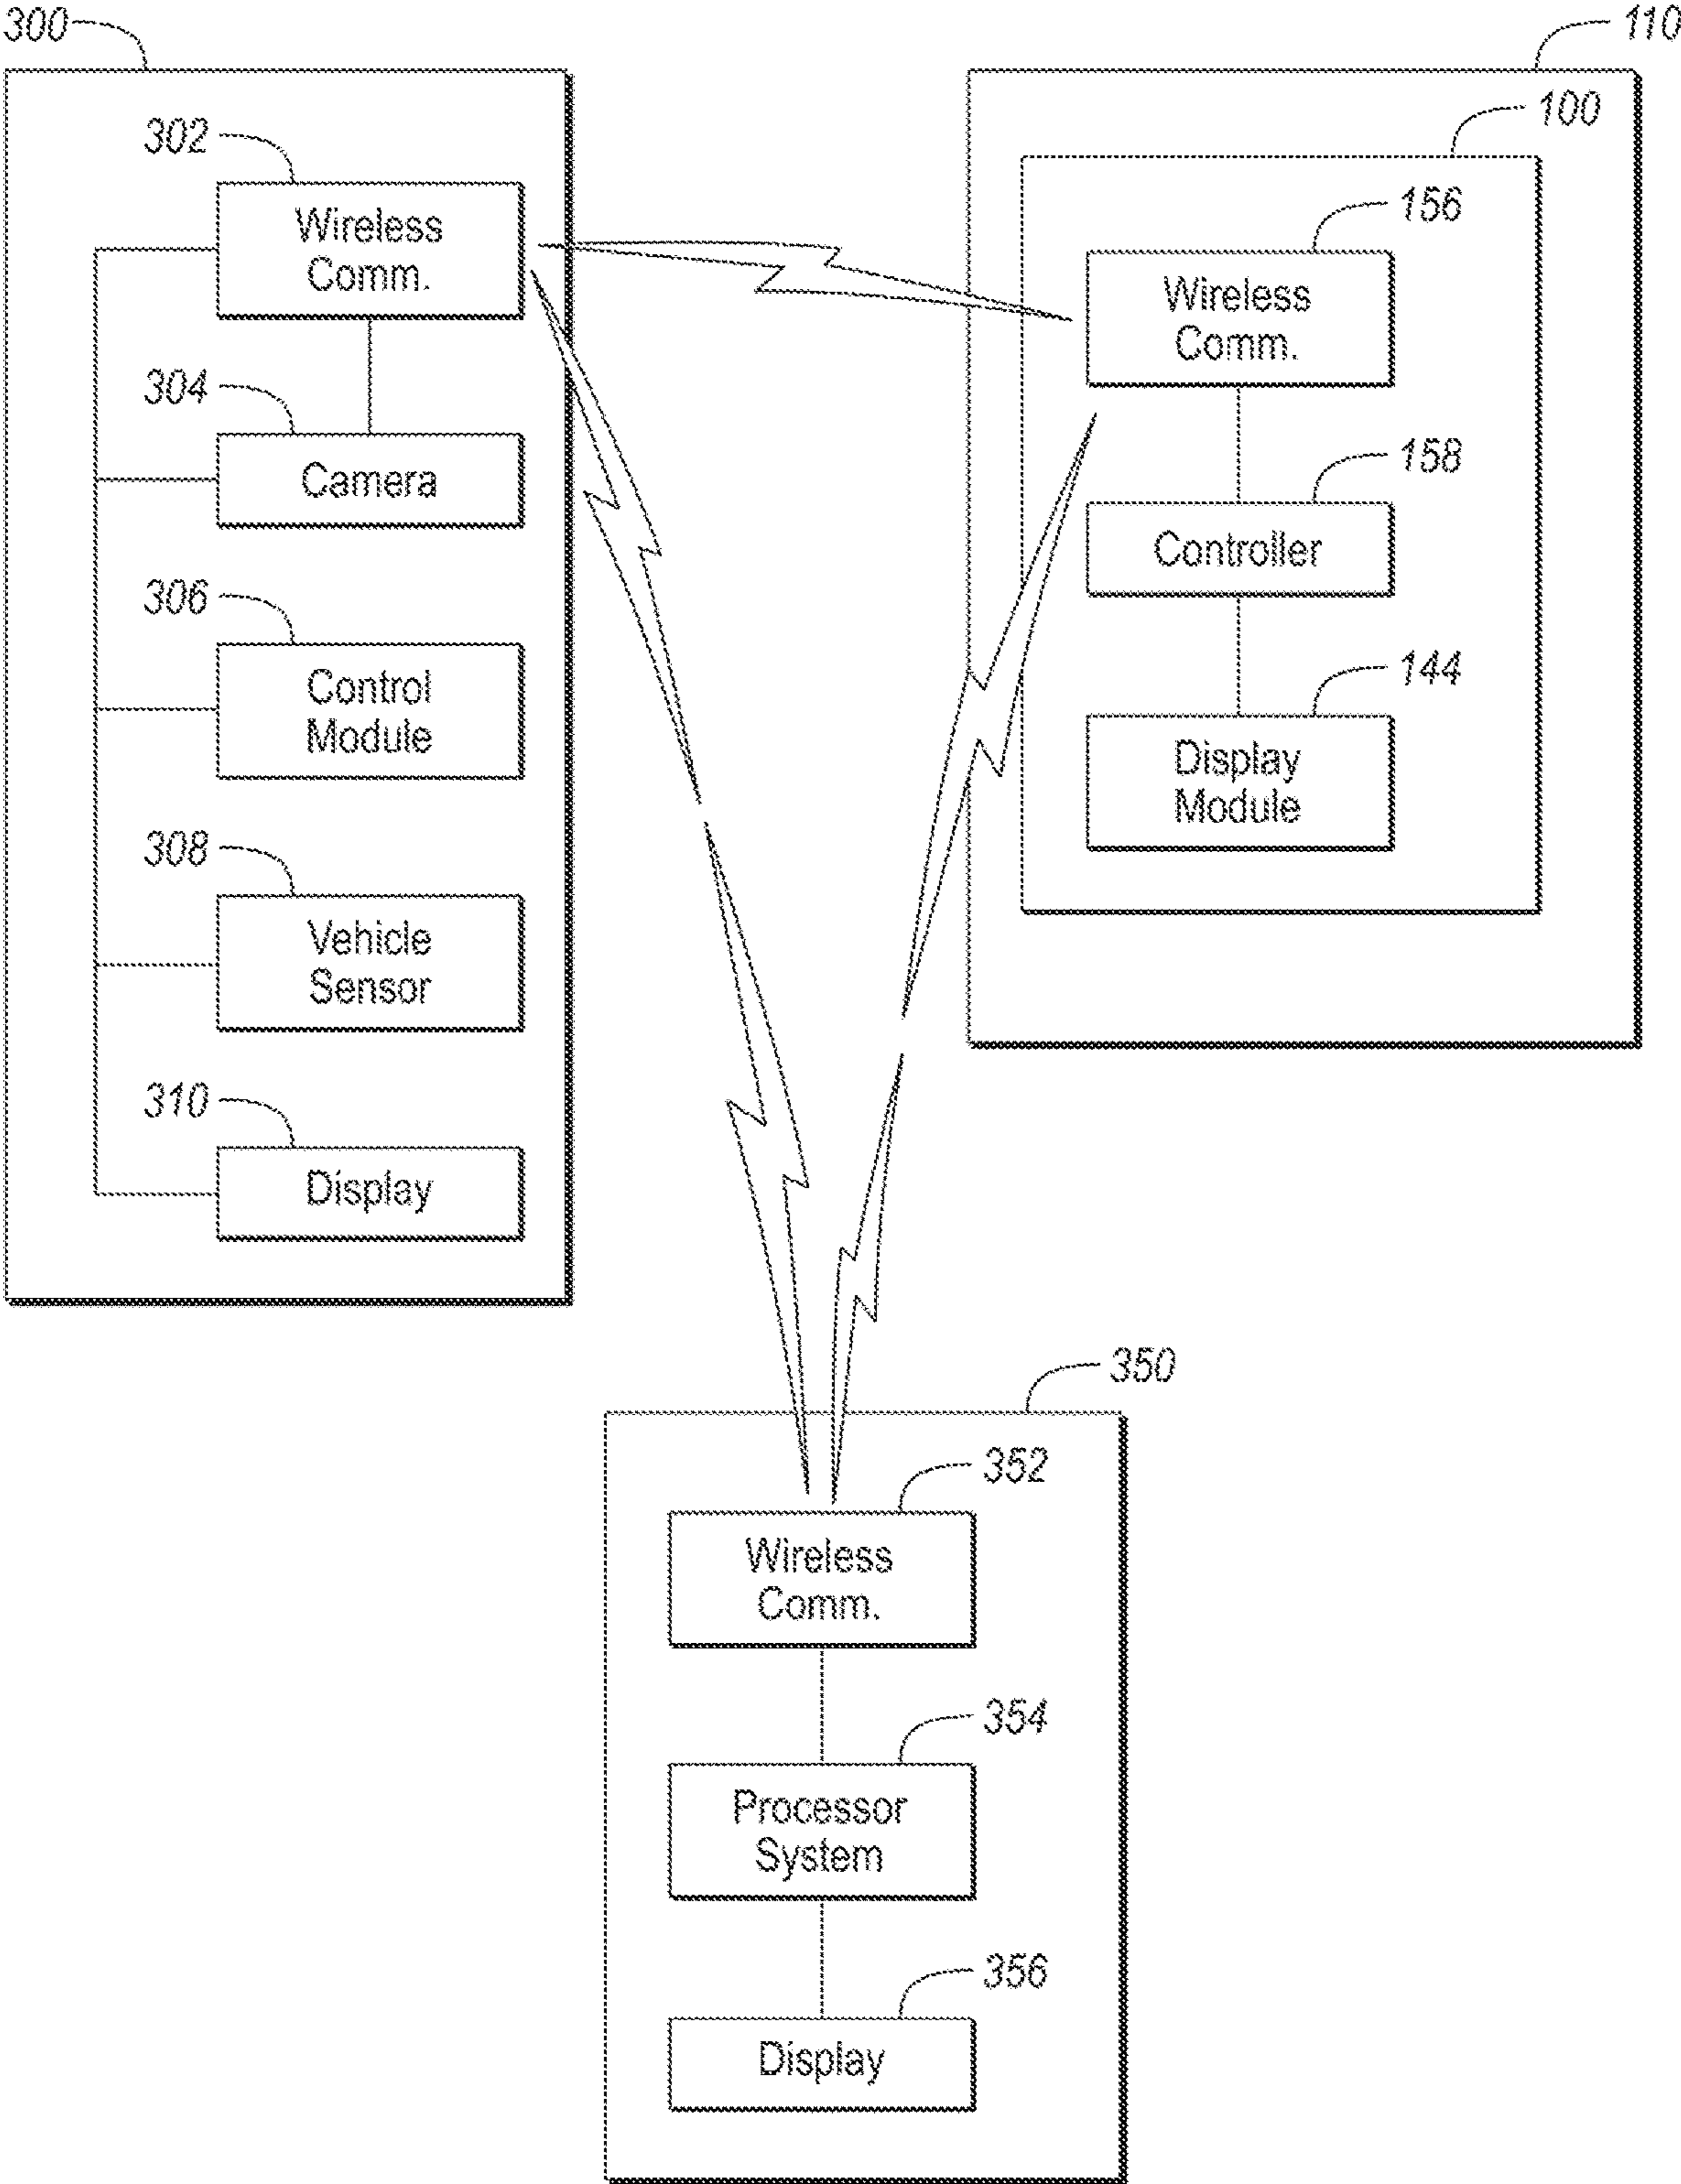 300
302
Wireless
Comm.
304
Camera
306
Control
Module
308
Vehicle
Sensor
310
Display
110
100
156
Wireless
Comm.
158
Controller
144
Display
Module
350
352
Wireless
Comm.
354
Processor
System
356
Display